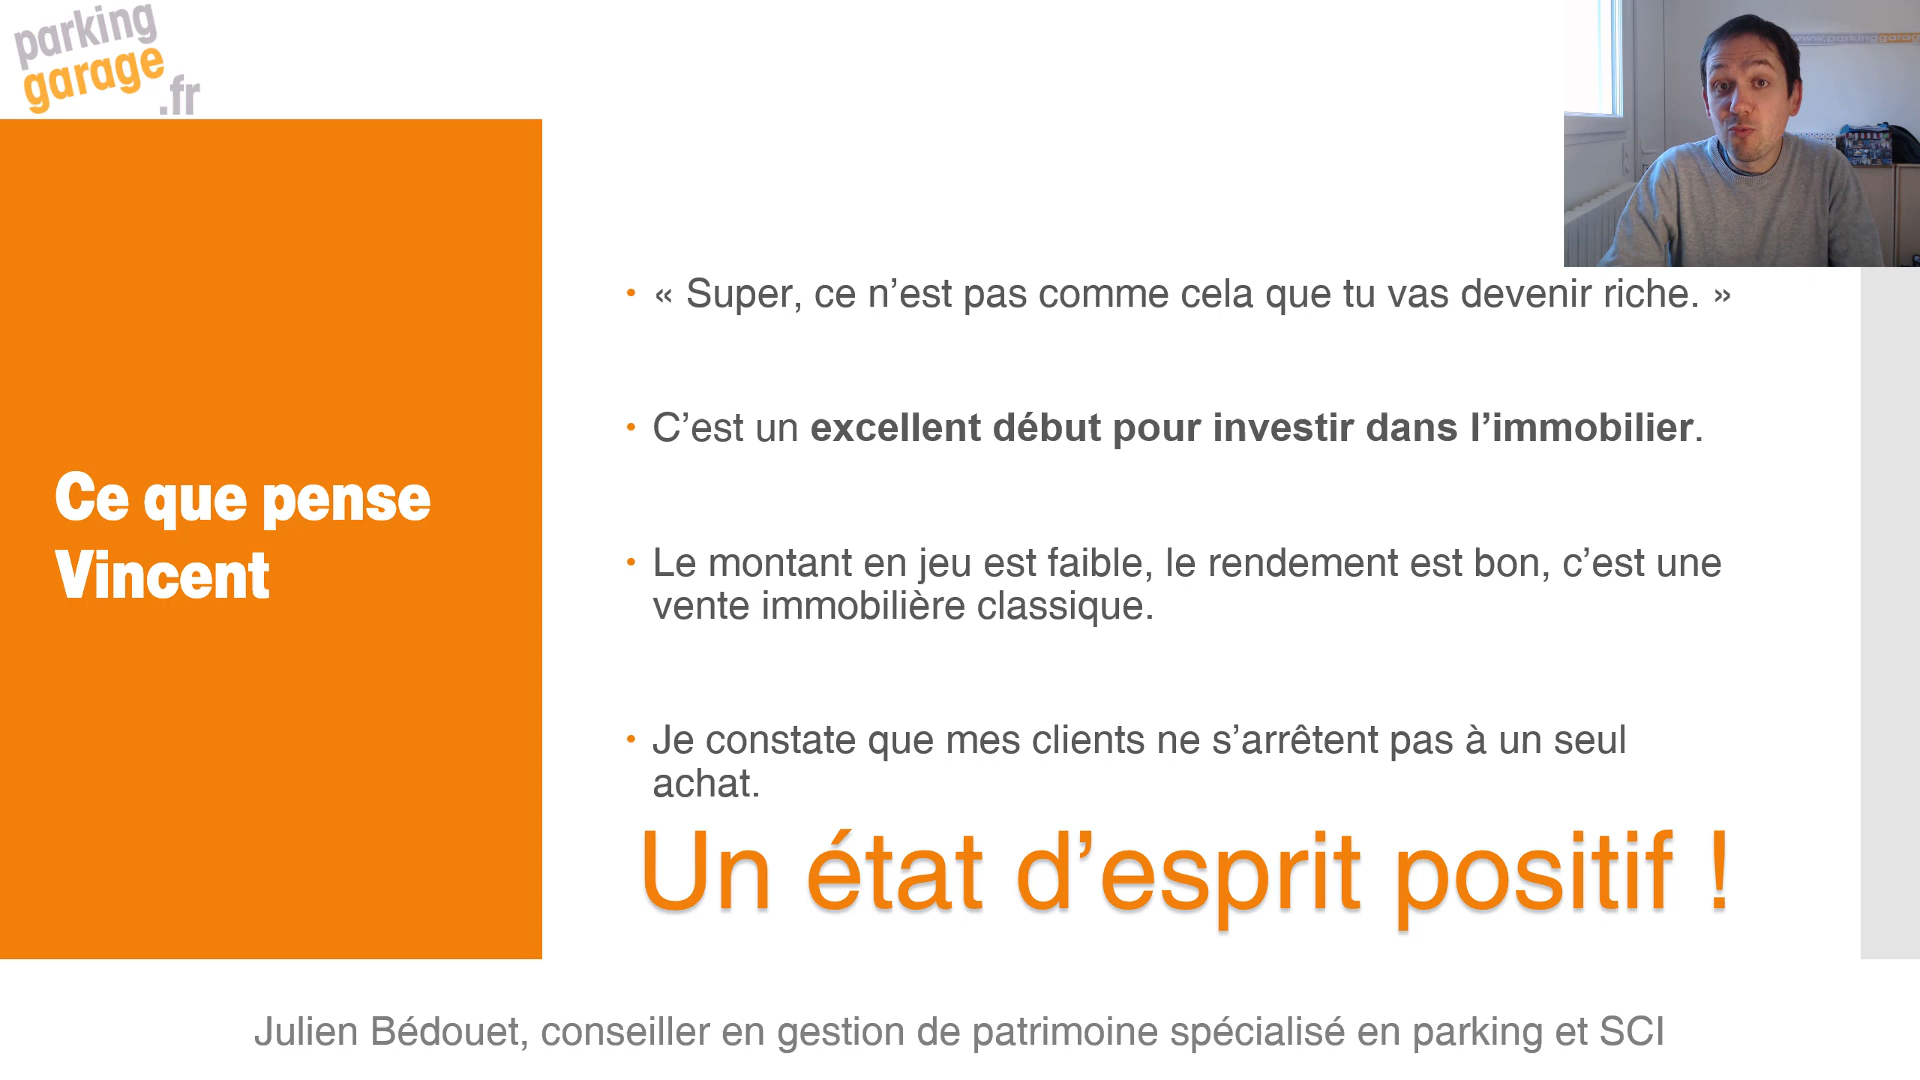 parking
garage
.fr
www.parkinggarag
« Super, ce n’est pas comme cela que tu vas devenir riche. »
C’est un excellent début pour investir dans l’immobilier.
Ce que pense
Vincent
Le montant en jeu est faible, le rendement est bon, c’est une
vente immobilière classique.
Je constate que mes clients ne s’arrêtent pas à un seul
achat.
Un état d’esprit positif !
Julien Bédouet, conseiller en gestion de patrimoine spécialisé en parking et SCI